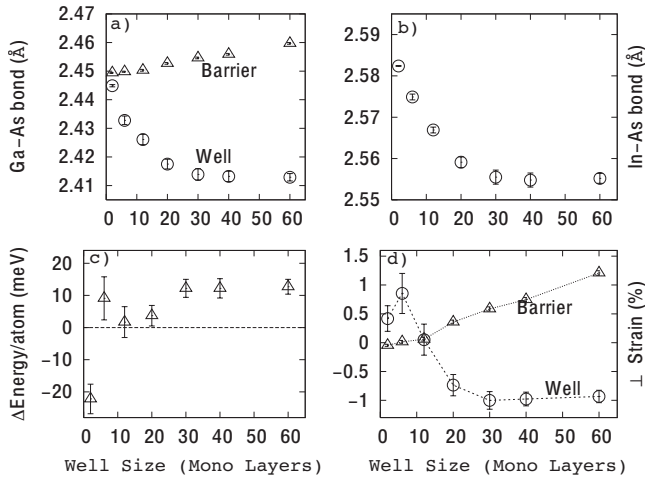 a)
Ga–As bond (Å)
2.47
2.46
2.45
2.44
2.43
2.42
2.41
Barrier
Well
0 10 20 30 40 50 60
b)
In–As bond (Å)
2.59
2.58
2.57
2.56
2.55
0 10 20 30 40 50 60
c)
ΔEnergy/atom (meV)
20
10
0
−10
−20
0 10 20 30 40 50 60
Well Size (Mono Layers)
d)
⊥ Strain (%)
1.5
1
0.5
0
−0.5
−1
Barrier
Well
0 10 20 30 40 50 60
Well Size (Mono Layers)